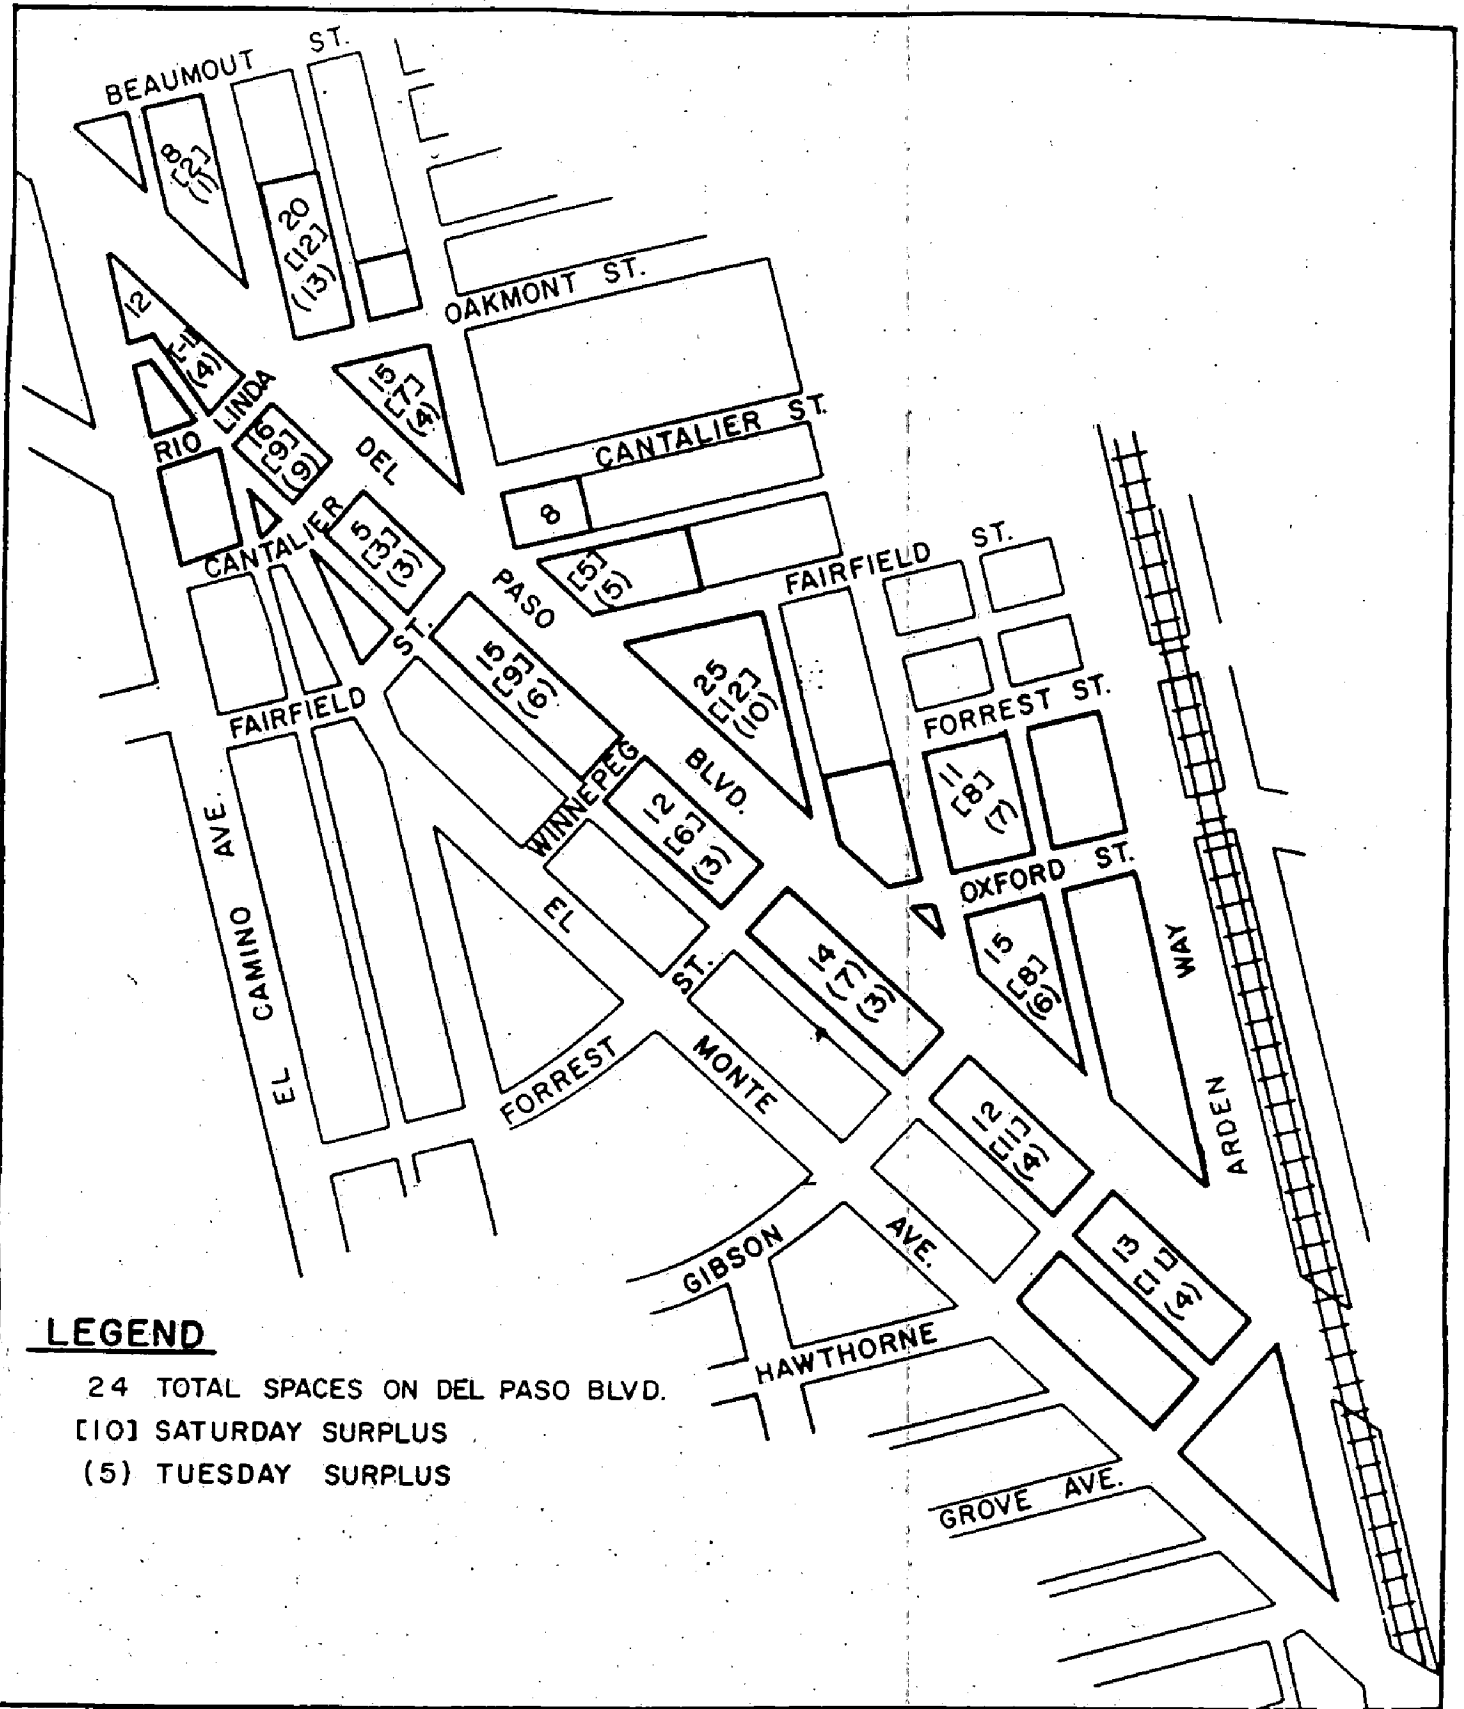 BEAUMOUT ST.
8
[2]
(1)
20
[12]
(13)
12
[-1]
(4)
OAKMONT ST.
15
[7]
(4)
RIO LINDA
16
[9]
(9)
DEL PASO BLVD.
CANTALIER ST.
8
CANTALIER ST.
5
[3]
(3)
[5]
(5)
FAIRFIELD ST.
15
[9]
(6)
25
[12]
(10)
FAIRFIELD
FORREST ST.
11
[8]
(7)
WINNEPEG ST.
12
[6]
(3)
OXFORD ST.
15
[8]
(6)
14
(7)
(3)
EL CAMINO AVE.
EL MONTE AVE.
FORREST
ARDEN WAY
12
[1]
(4)
13
[1]
(4)
GIBSON
HAWTHORNE
GROVE AVE.
LEGEND
24 TOTAL SPACES ON DEL PASO BLVD.
[10] SATURDAY SURPLUS
(5) TUESDAY SURPLUS